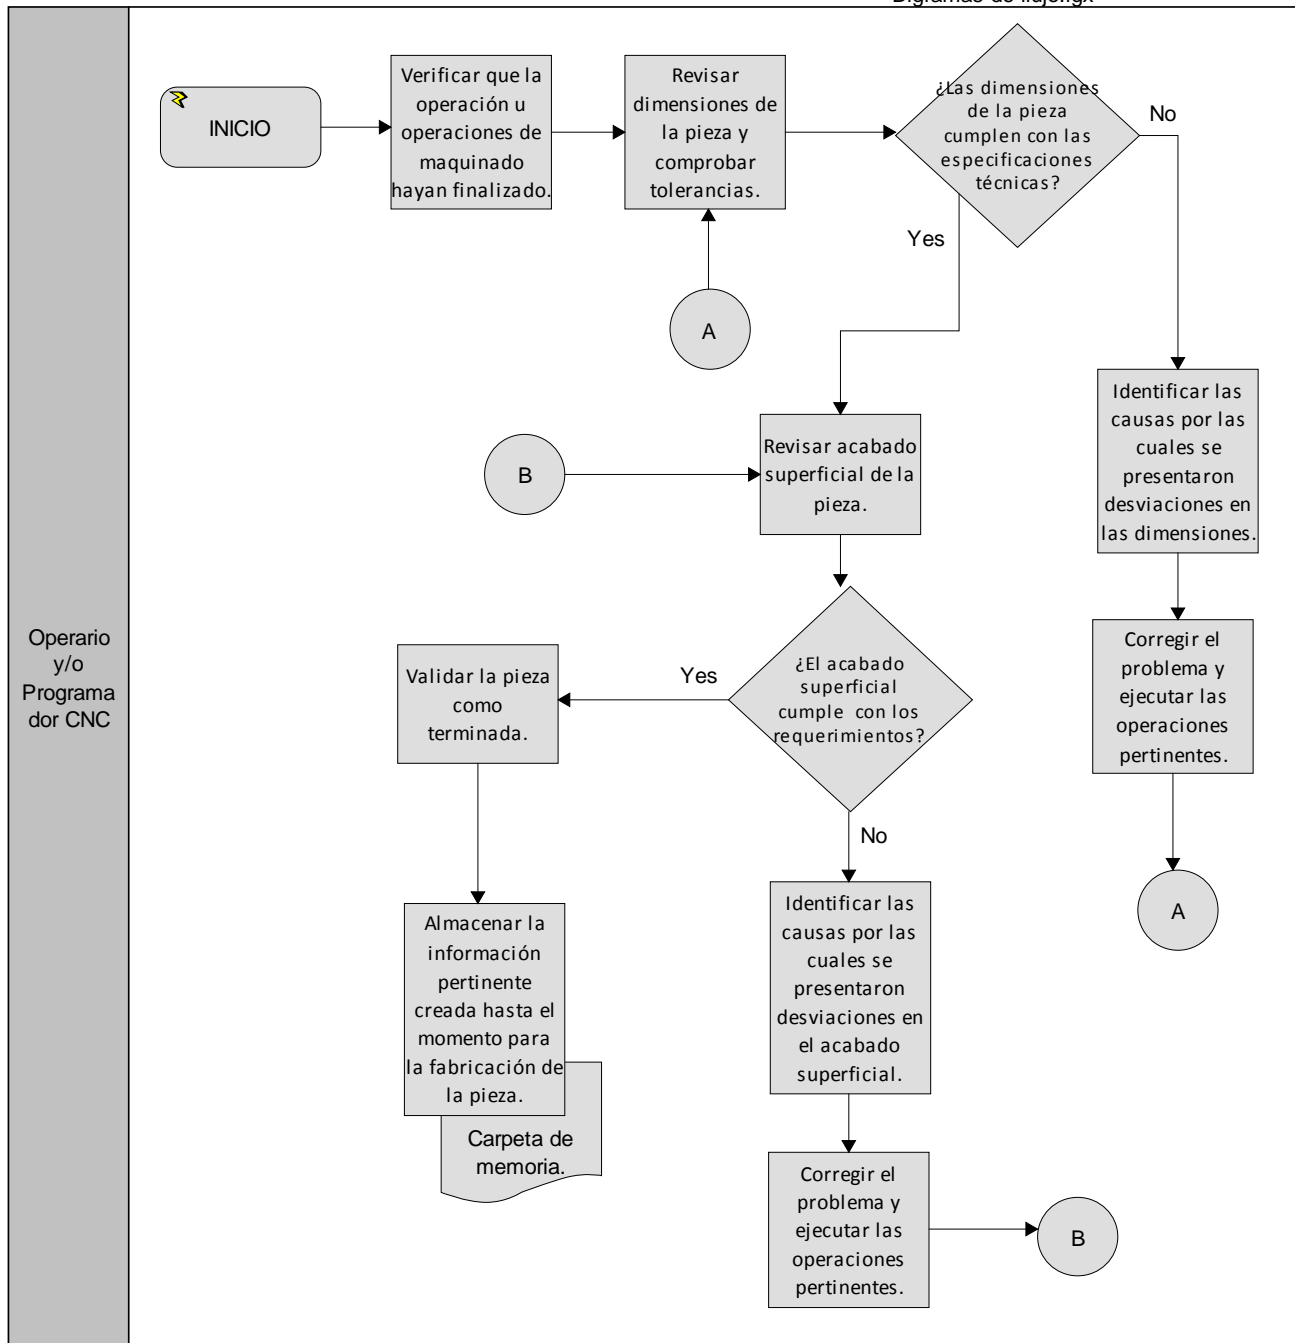 INICIO
Verificar que la
operación u
operaciones de
maquinado
hayan finalizado.
Revisar
dimensiones de
la pieza y
comprobar
tolerancias.
¿Las dimensiones
de la pieza
cumplen con las
especificaciones
técnicas?
No
Yes
A
Identificar las
causas por las
cuales se
presentaron
desviaciones en
las dimensiones.
B
Revisar acabado
superficial de la
pieza.
Operario
y/o
Programa
dor CNC
Corregir el
problema y
ejecutar las
operaciones
pertinentes.
Validar la pieza
como
terminada.
Yes
¿El acabado
superficial
cumple con los
requerimientos?
No
A
Almacenar la
información
pertinente
creada hasta el
momento para
la fabricación de
la pieza.
Carpeta de
memoria.
Identificar las
causas por las
cuales se
presentaron
desviaciones en
el acabado
superficial.
Corregir el
problema y
ejecutar las
operaciones
pertinentes.
B